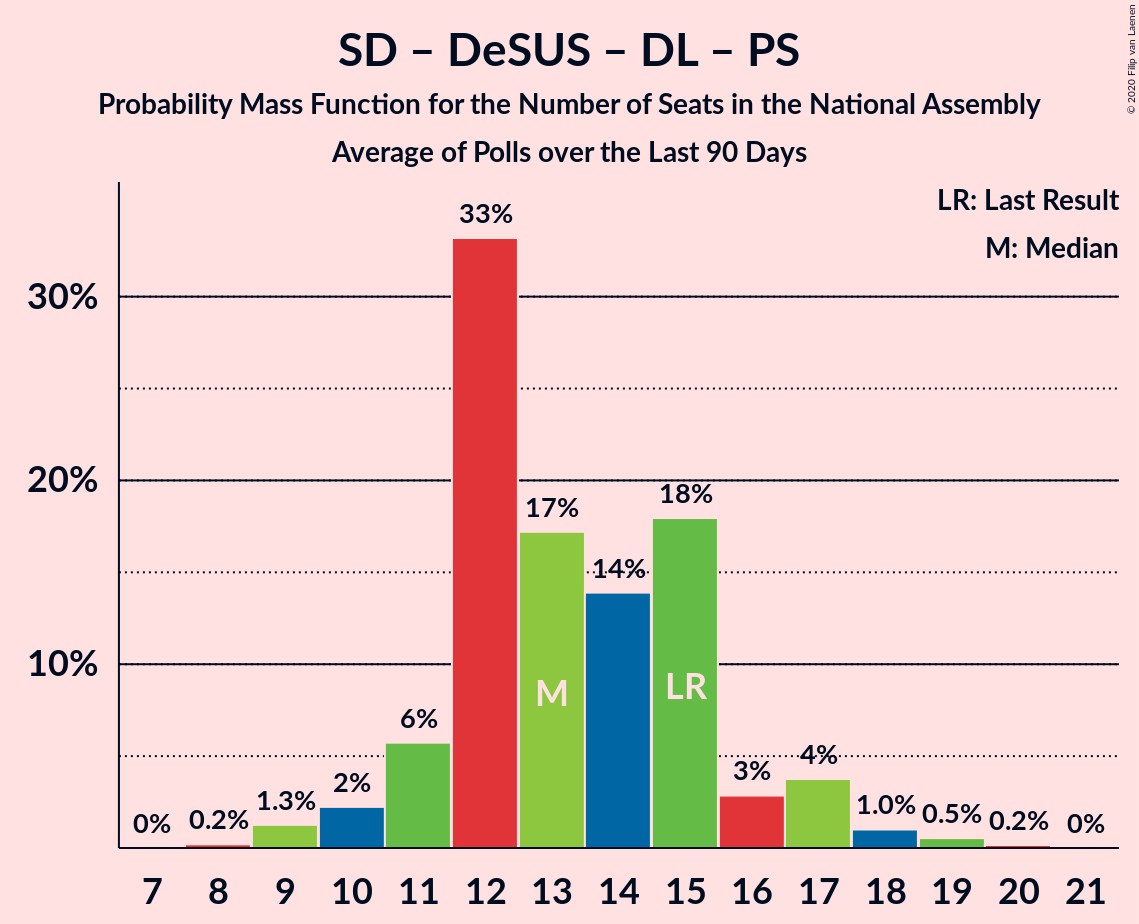 SD – DeSUS – DL – PS
Probability Mass Function for the Number of Seats in the National Assembly
Average of Polls over the Last 90 Days
© 2020 Filip van Laenen
LR: Last Result
M: Median
30%
20%
10%
0%
0.2%
1.3%
2%
6%
33%
17%
14%
18%
3%
4%
1.0%
0.5%
0.2%
0%
M
LR
7 8 9 10 11 12 13 14 15 16 17 18 19 20 21